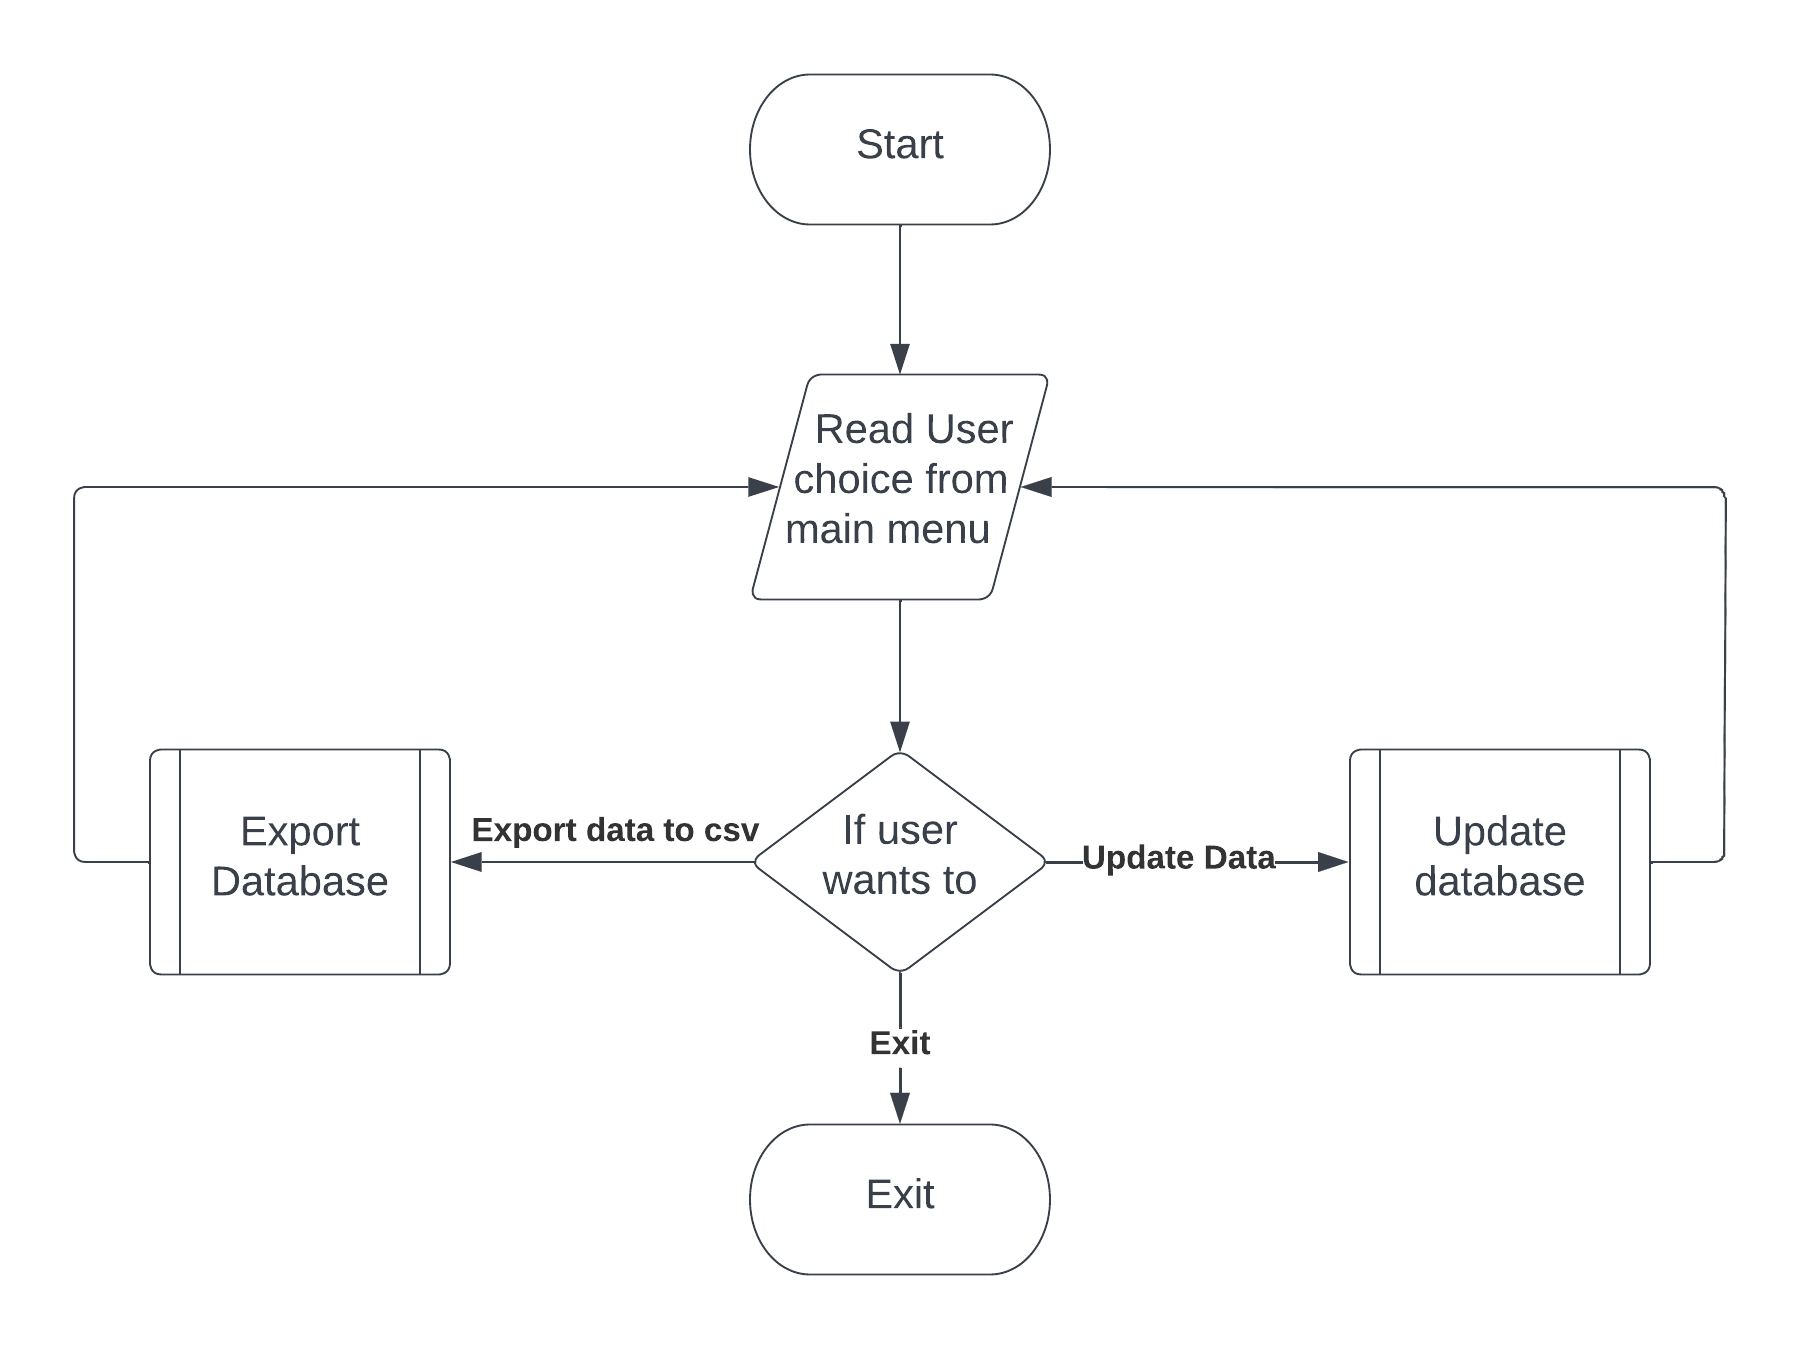 Start
Read User
choice from
main menu
Export data to csv
If user
wants to
Update Data
Export
Database
Update
database
Exit
Exit